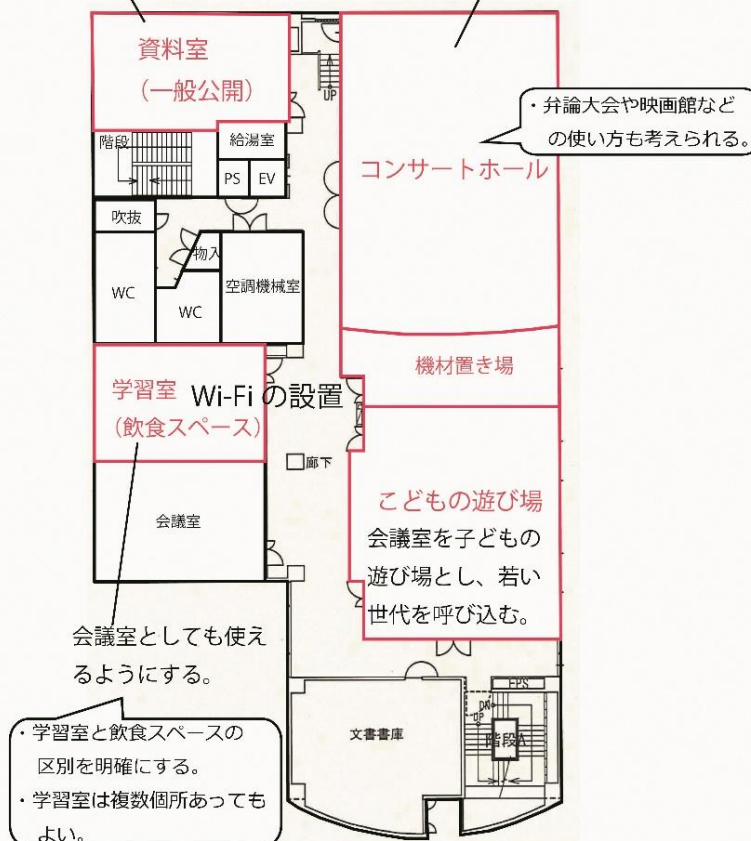 資料室
（一般公開）
UP
・弁論大会や映画館など
の使い方も考えられる。
階段
給湯室
PS
EV
コンサートホール
吹抜
物入
WC
WC
空調機械室
機材置き場
学習室
（飲食スペース）
Wi-Fi の設置
廊下
こどもの遊び場
会議室を子どもの
遊び場とし、若い
世代を呼び込む。
会議室
会議室としても使え
るようにする。
・学習室と飲食スペースの
区別を明確にする。
・学習室は複数個所あっても
よい。
文書書庫
EPS
DN
UP
階段A